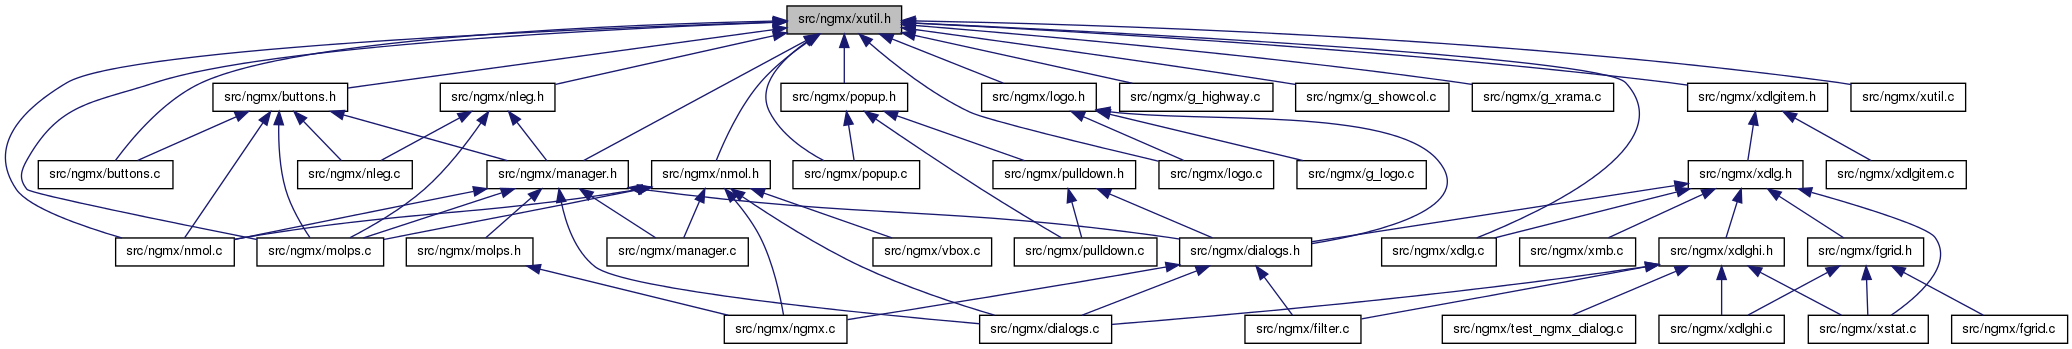 src/ngmx/xutil.h
src/ngmx/buttons.h
src/ngmx/nleg.h
src/ngmx/popup.h
src/ngmx/logo.h
src/ngmx/g_highway.c
src/ngmx/g_showcol.c
src/ngmx/g_xrama.c
src/ngmx/xdlgitem.h
src/ngmx/xutil.c
src/ngmx/buttons.c
src/ngmx/nleg.c
src/ngmx/manager.h
src/ngmx/nmol.h
src/ngmx/popup.c
src/ngmx/pulldown.h
src/ngmx/logo.c
src/ngmx/g_logo.c
src/ngmx/xdlg.h
src/ngmx/xdlgitem.c
src/ngmx/nmol.c
src/ngmx/molps.c
src/ngmx/molps.h
src/ngmx/manager.c
src/ngmx/vbox.c
src/ngmx/pulldown.c
src/ngmx/dialogs.h
src/ngmx/xdlg.c
src/ngmx/xmb.c
src/ngmx/xdlghi.h
src/ngmx/fgrid.h
src/ngmx/ngmx.c
src/ngmx/dialogs.c
src/ngmx/filter.c
src/ngmx/test_ngmx_dialog.c
src/ngmx/xdlghi.c
src/ngmx/xstat.c
src/ngmx/fgrid.c